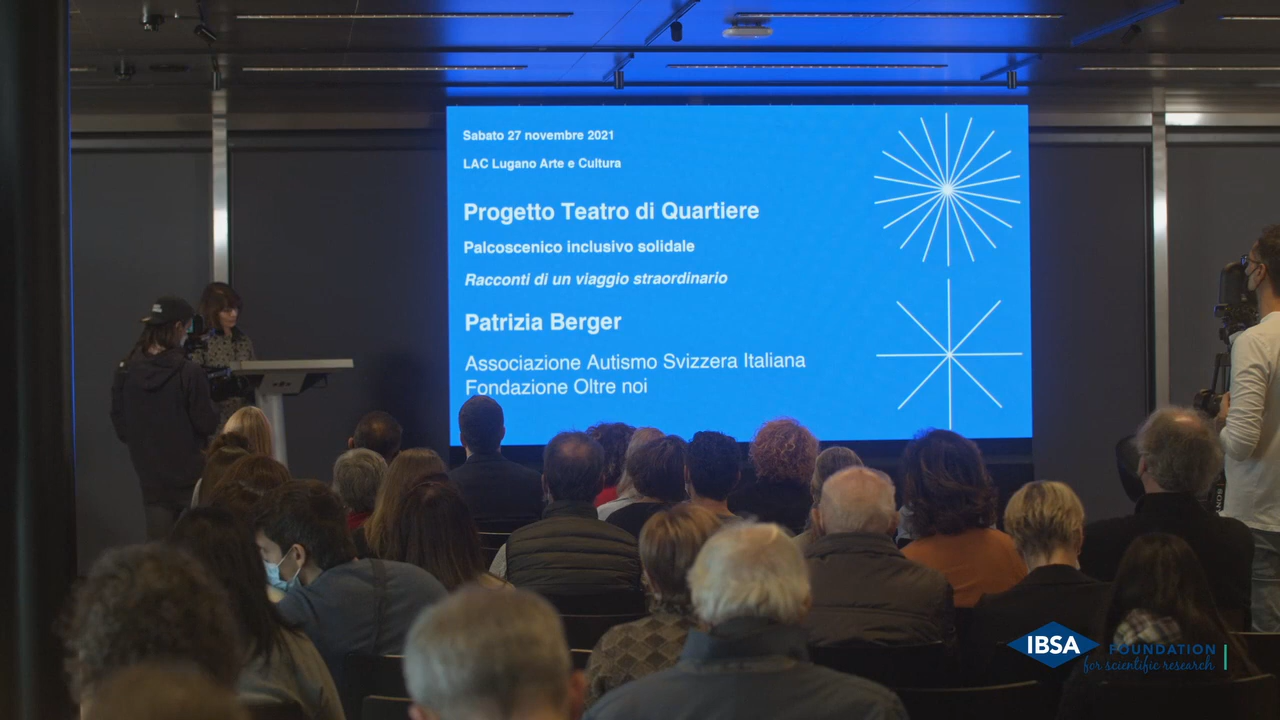 Sabato 27 novembre 2021
LAC Lugano Arte e Cultura
Progetto Teatro di Quartiere
Palcoscenico inclusivo solidale
Racconti di un viaggio straordinario
Patrizia Berger
Associazione Autismo Svizzera Italiana
Fondazione Oltre noi
IBSA FOUNDATION
for scientific research